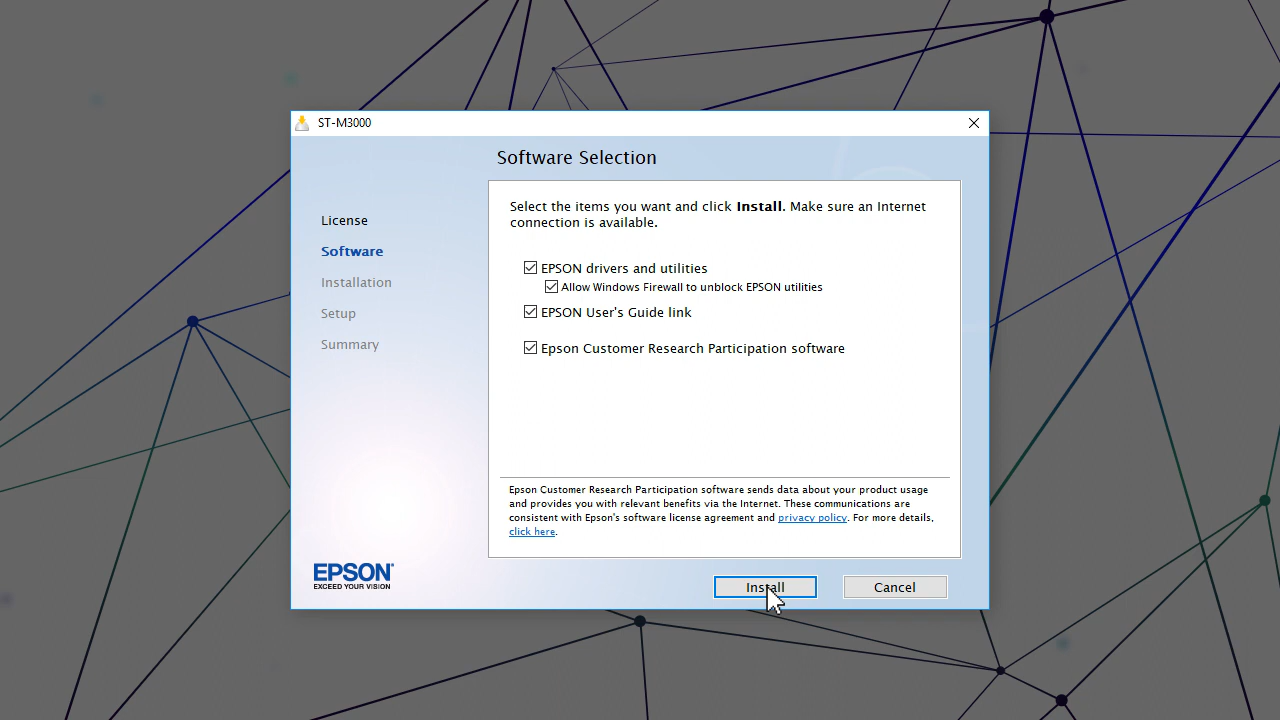 ST-M3000
Software Selection
License
Software
Installation
Setup
Summary
Select the items you want and click Install. Make sure an Internet
connection is available.
EPSON drivers and utilities
Allow Windows Firewall to unblock EPSON utilities
EPSON User's Guide link
Epson Customer Research Participation software
Epson Customer Research Participation software sends data about your product usage
and provides you with relevant benefits via the Internet. These communications are
consistent with Epson's software license agreement and privacy policy. For more details,
click here.
EPSON
EXCEED YOUR VISION
Install
Cancel